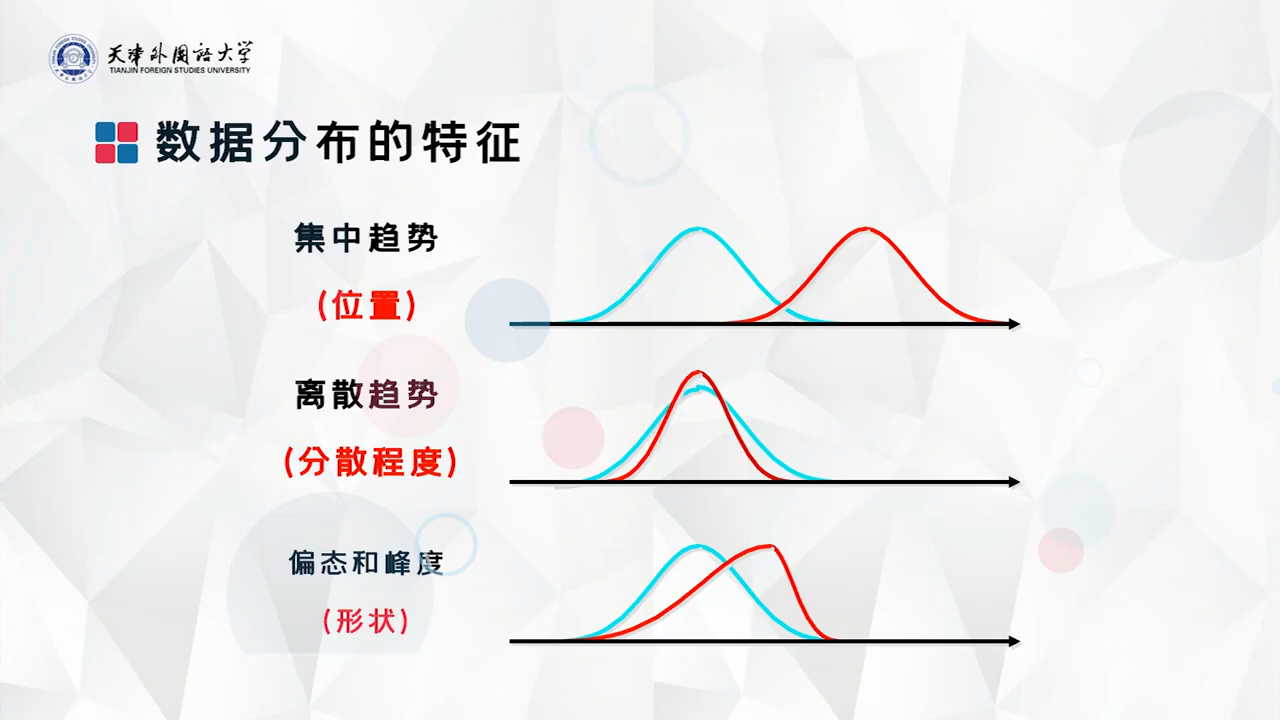 天津外国语大学
TIANJIN FOREIGN STUDIES UNIVERSITY
数据分布的特征
集中趋势
(位置)
离散趋势
(分散程度)
偏态和峰度
(形状)